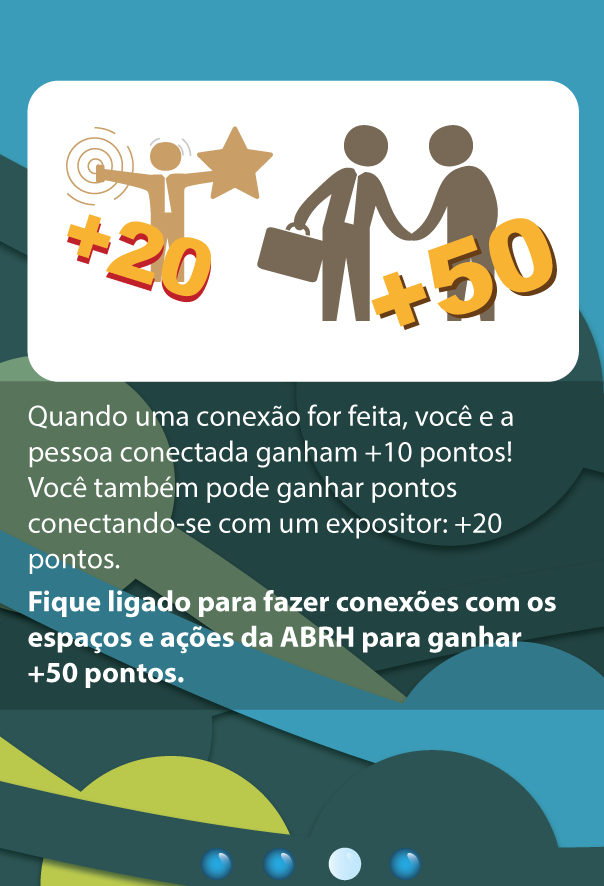 +20
+50
Quando uma conexão for feita, você e a
pessoa conectada ganham +10 pontos!
Você também pode ganhar pontos
conectando-se com um expositor: +20
pontos.
Fique ligado para fazer conexões com os
espaços e ações da ABRH para ganhar
+50 pontos.